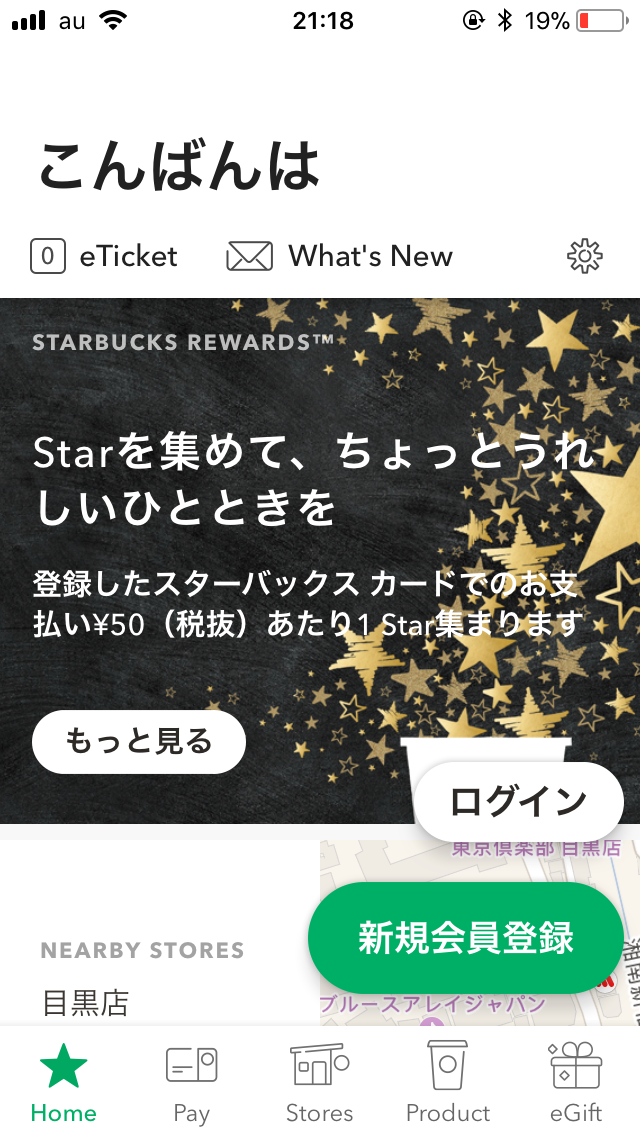 au 21:18 19%
こんばんは
0 eTicket What's New
STARBUCKS REWARDS™
Starを集めて、ちょっとうれ
しいひとときを
登録したスターバックス カードでのお支
払い¥50（税抜）あたり1 Star集まります
もっと見る
ログイン
東京倶楽部 目黒店
新規会員登録
NEARBY STORES
目黒店
ブルースアレイジャパン
Home Pay Stores Product eGift